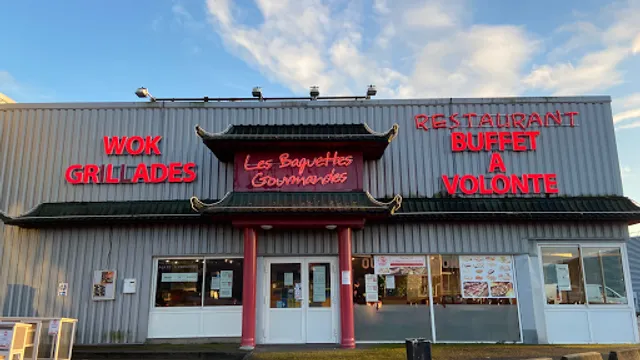 WOK
GRILLADES
Les Baguettes
Gourmandes
RESTAURANT
BUFFET
A
VOLONTE